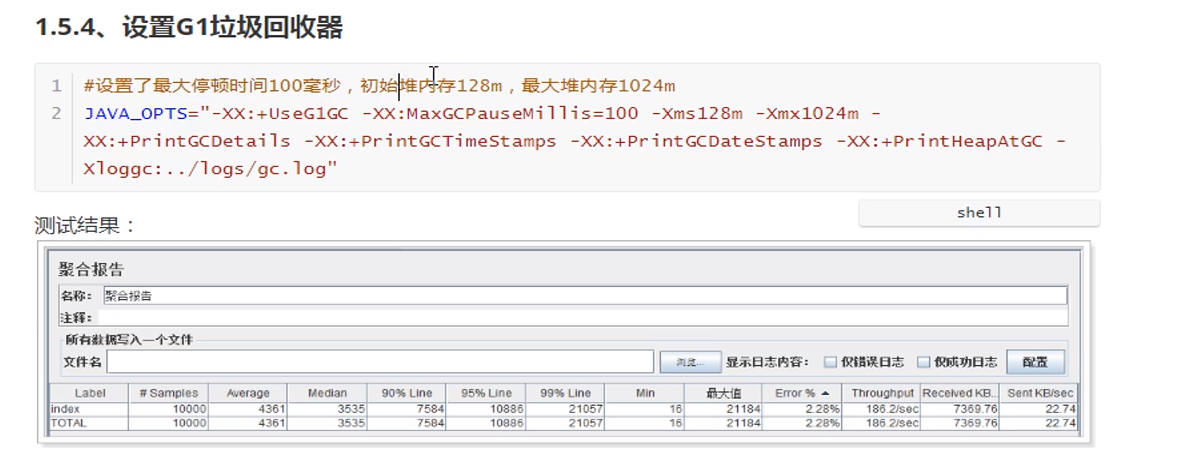 1.5.4、设置G1垃圾回收器
1 #设置了最大停顿时间100毫秒，初始堆内存128m，最大堆内存1024m
2 JAVA_OPTS="-XX:+UseG1GC -XX:MaxGCPauseMillis=100 -Xms128m -Xmx1024m -
XX:+PrintGCDetails -XX:+PrintGCTimeStamps -XX:+PrintGCDateStamps -XX:+PrintHeapAtGC -
Xloggc:../logs/gc.log"
shell
测试结果：
聚合报告
名称： 聚合报告
注释：
所有数据写入一个文件
文件名 浏览... 显示日志内容： 仅错误日志 仅成功日志 配置
Label # Samples Average Median 90% Line 95% Line 99% Line Min 最大值 Error % Throughput Received KB... Sent KB/sec
index 10000 4361 3535 7584 10886 21057 16 21184 2.28% 186.2/sec 7369.76 22.74
TOTAL 10000 4361 3535 7584 10886 21057 16 21184 2.28% 186.2/sec 7369.76 22.74